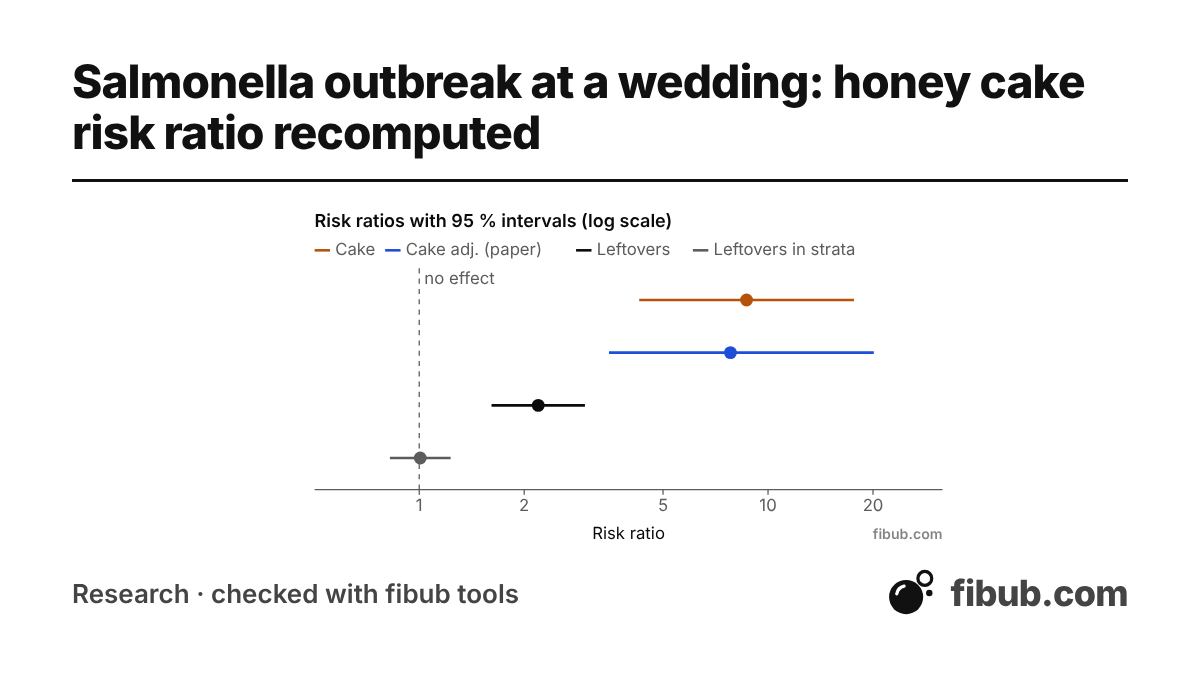 Salmonella outbreak at a wedding: honey cake
risk ratio recomputed
Risk ratios with 95 % intervals (log scale)
Cake Cake adj. (paper) Leftovers Leftovers in strata
no effect
1 2 5 10 20
Risk ratio
fibub.com
Research · checked with fibub tools
fibub.com